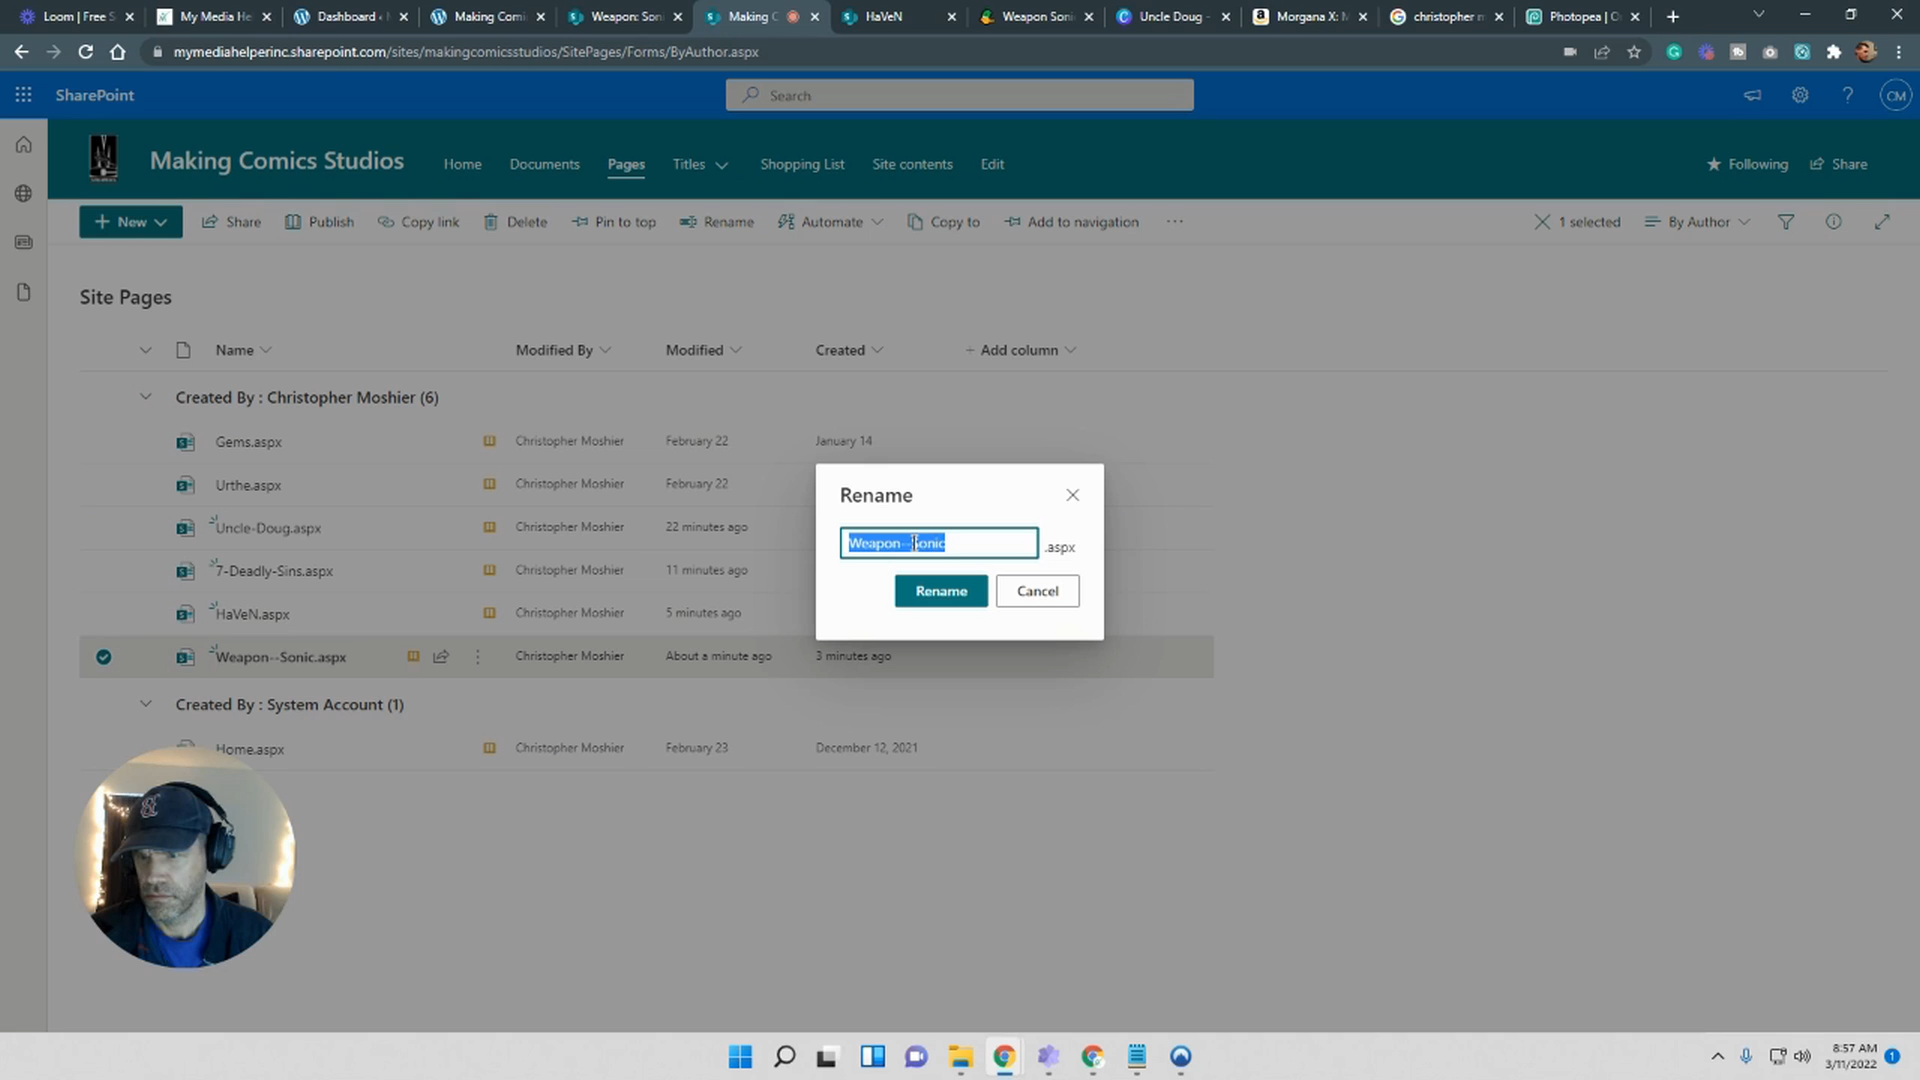 Loom | Free S
My Media He
Dashboard ‹
Making Comi
Weapon: Son
Making C
HaVeN
Weapon Soni
Uncle Doug -
Morgana X: M
christopher m
Photopea | O
mymediahelperinc.sharepoint.com/sites/makingcomicsstudios/SitePages/Forms/ByAuthor.aspx
SharePoint
Search
CM
Making Comics Studios
Home
Documents
Pages
Titles
Shopping List
Site contents
Edit
Following
Share
New
Share
Publish
Copy link
Delete
Pin to top
Rename
Automate
Copy to
Add to navigation
1 selected
By Author
Site Pages
Name
Modified By
Modified
Created
Add column
Created By : Christopher Moshier (6)
Gems.aspx
Christopher Moshier
February 22
January 14
Urthe.aspx
Christopher Moshier
February 22
Uncle-Doug.aspx
Christopher Moshier
22 minutes ago
7-Deadly-Sins.aspx
Christopher Moshier
11 minutes ago
HaVeN.aspx
Christopher Moshier
5 minutes ago
Weapon--Sonic.aspx
Christopher Moshier
About a minute ago
3 minutes ago
Created By : System Account (1)
Home.aspx
Christopher Moshier
February 23
December 12, 2021
Rename
Weapon--Sonic
.aspx
Rename
Cancel
8:57 AM
3/11/2022
1